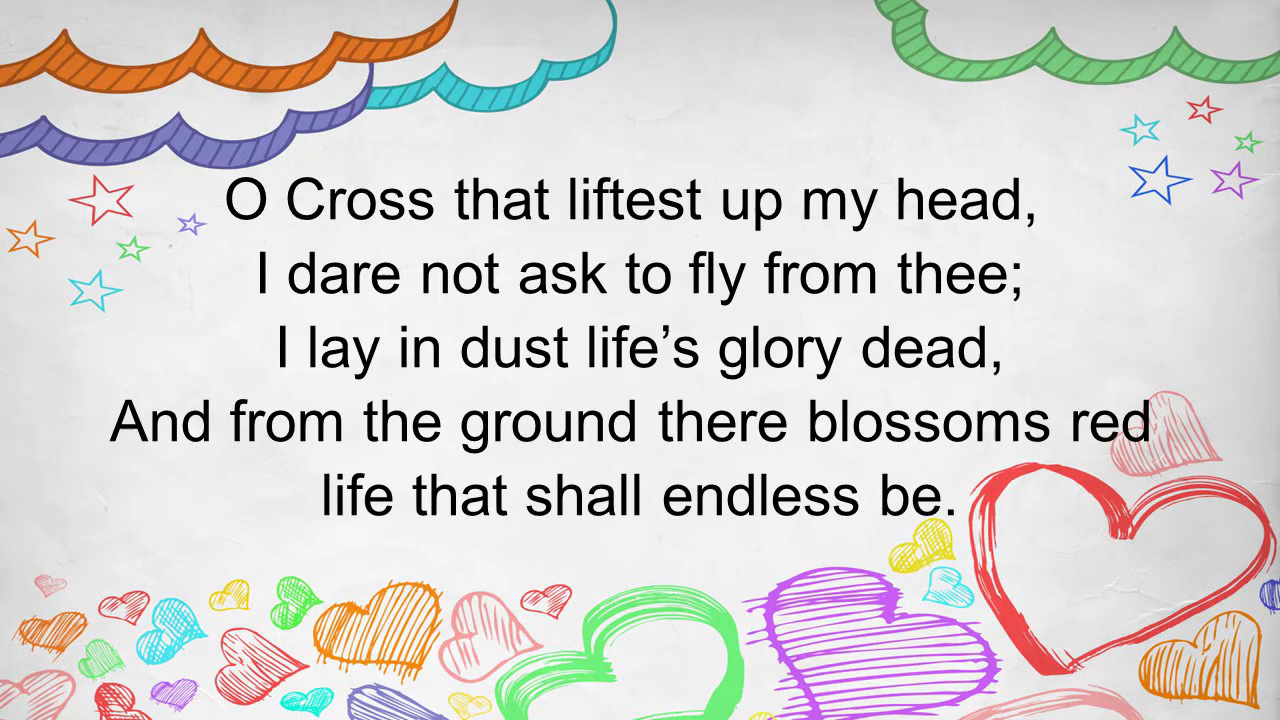 O Cross that liftest up my head,
I dare not ask to fly from thee;
I lay in dust life’s glory dead,
And from the ground there blossoms red
life that shall endless be.